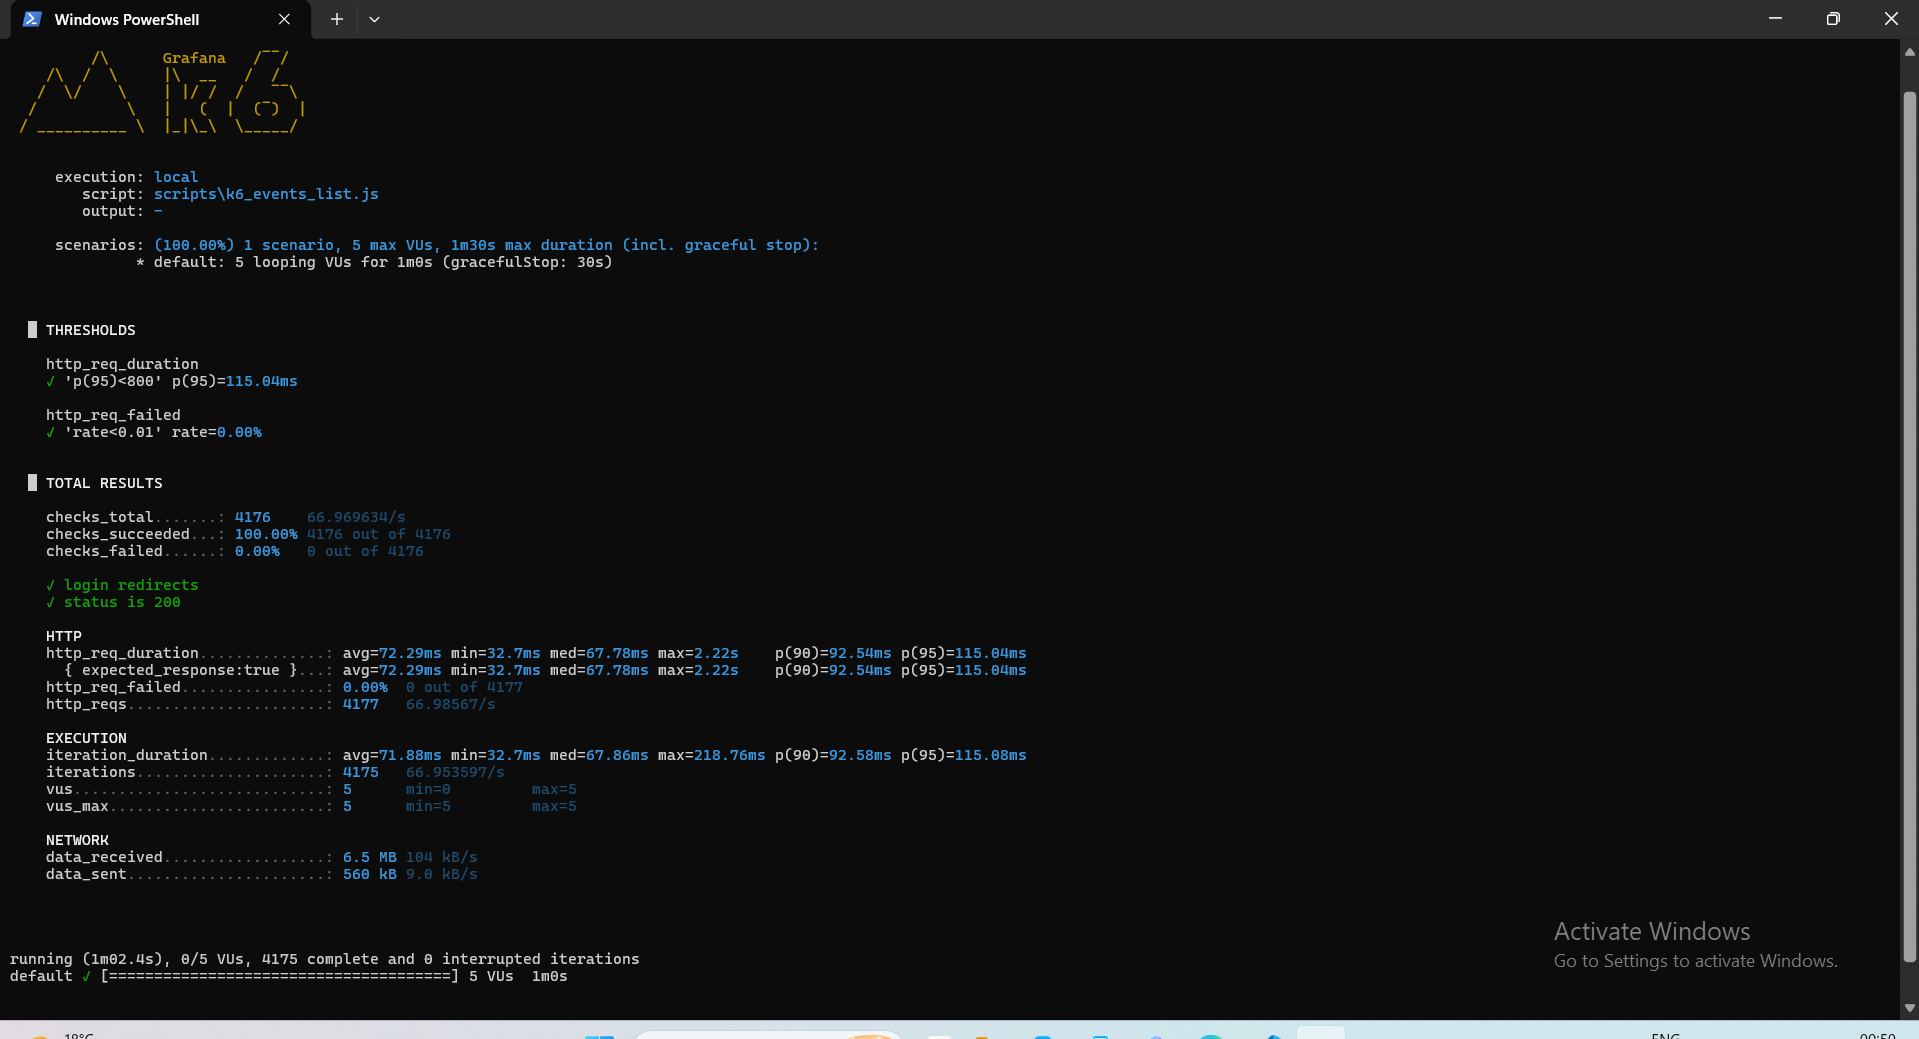 Windows PowerShell
Grafana
execution: local
script: scripts\k6_events_list.js
output: -
scenarios: (100.00%) 1 scenario, 5 max VUs, 1m30s max duration (incl. graceful stop):
* default: 5 looping VUs for 1m0s (gracefulStop: 30s)
THRESHOLDS
http_req_duration
✓ 'p(95)<800' p(95)=115.04ms
http_req_failed
✓ 'rate<0.01' rate=0.00%
TOTAL RESULTS
checks_total.......: 4176 66.969634/s
checks_succeeded...: 100.00% 4176 out of 4176
checks_failed......: 0.00% 0 out of 4176
✓ login redirects
✓ status is 200
HTTP
http_req_duration..............: avg=72.29ms min=32.7ms med=67.78ms max=2.22s p(90)=92.54ms p(95)=115.04ms
{ expected_response:true }...: avg=72.29ms min=32.7ms med=67.78ms max=2.22s p(90)=92.54ms p(95)=115.04ms
http_req_failed................: 0.00% 0 out of 4177
http_reqs......................: 4177 66.98567/s
EXECUTION
iteration_duration.............: avg=71.88ms min=32.7ms med=67.86ms max=218.76ms p(90)=92.58ms p(95)=115.08ms
iterations.....................: 4175 66.953597/s
vus............................: 5 min=0 max=5
vus_max........................: 5 min=5 max=5
NETWORK
data_received..................: 6.5 MB 104 kB/s
data_sent......................: 560 kB 9.0 kB/s
running (1m02.4s), 0/5 VUs, 4175 complete and 0 interrupted iterations
default ✓ [======================================] 5 VUs 1m0s
Activate Windows
Go to Settings to activate Windows.
18°C
ENG
00:50